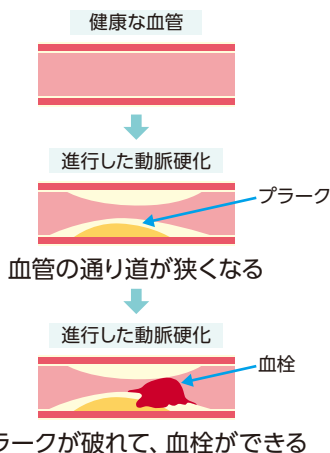 健康な血管
進行した動脈硬化
プラーク
血管の通り道が狭くなる
進行した動脈硬化
血栓
ラークが破れて、血栓ができる